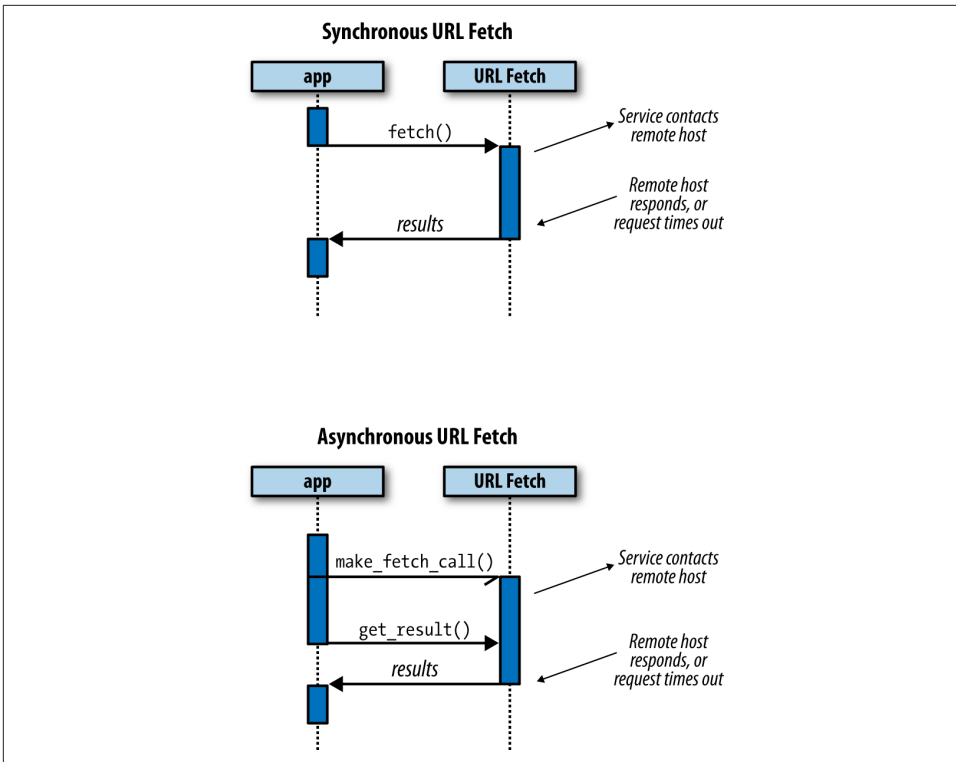 Synchronous URL Fetch
app
URL Fetch
fetch()
Service contacts
remote host
Remote host
responds, or
request times out
results
Asynchronous URL Fetch
app
URL Fetch
make_fetch_call()
Service contacts
remote host
get_result()
Remote host
responds, or
request times out
results